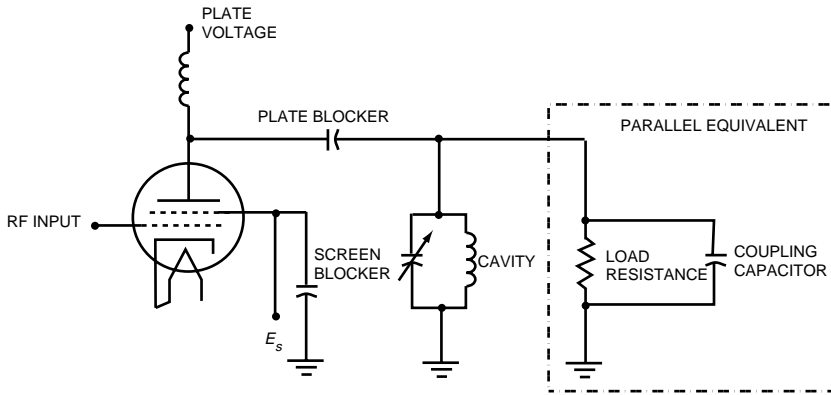 PLATE
VOLTAGE
PLATE BLOCKER
PARALLEL EQUIVALENT
RF INPUT
SCREEN
BLOCKER
CAVITY
LOAD
RESISTANCE
COUPLING
CAPACITOR
Es